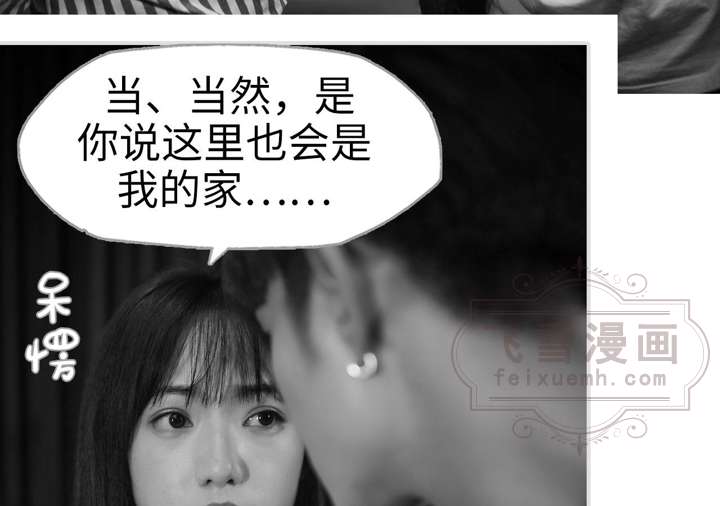 当、当然，是
你说这里也会是
我的家……
呆
愣
飞雪漫画
feixuemh.com